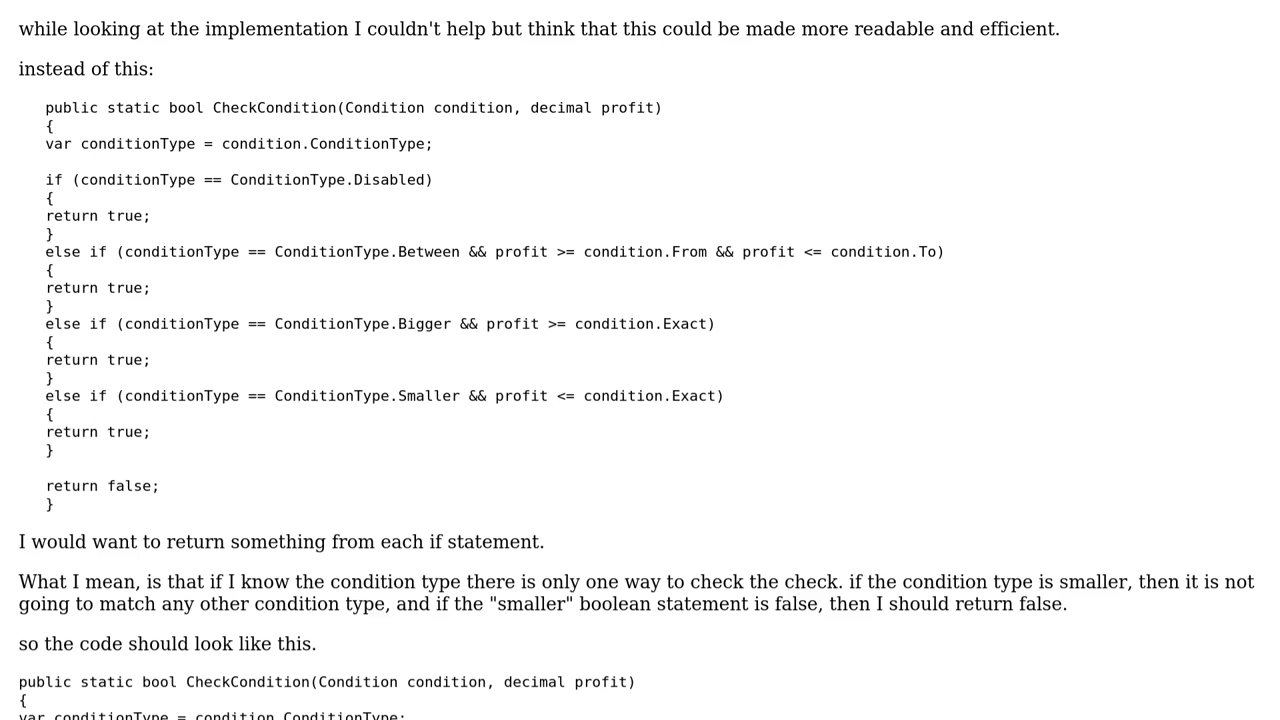 while looking at the implementation I couldn't help but think that this could be made more readable and efficient.
instead of this:
public static bool CheckCondition(Condition condition, decimal profit)
{
var conditionType = condition.ConditionType;
if (conditionType == ConditionType.Disabled)
{
return true;
}
else if (conditionType == ConditionType.Between && profit >= condition.From && profit <= condition.To)
{
return true;
}
else if (conditionType == ConditionType.Bigger && profit >= condition.Exact)
{
return true;
}
else if (conditionType == ConditionType.Smaller && profit <= condition.Exact)
{
return true;
}
return false;
}
I would want to return something from each if statement.
What I mean, is that if I know the condition type there is only one way to check the check. if the condition type is smaller, then it is not
going to match any other condition type, and if the "smaller" boolean statement is false, then I should return false.
so the code should look like this.
public static bool CheckCondition(Condition condition, decimal profit)
{
var conditionType = condition.ConditionType;